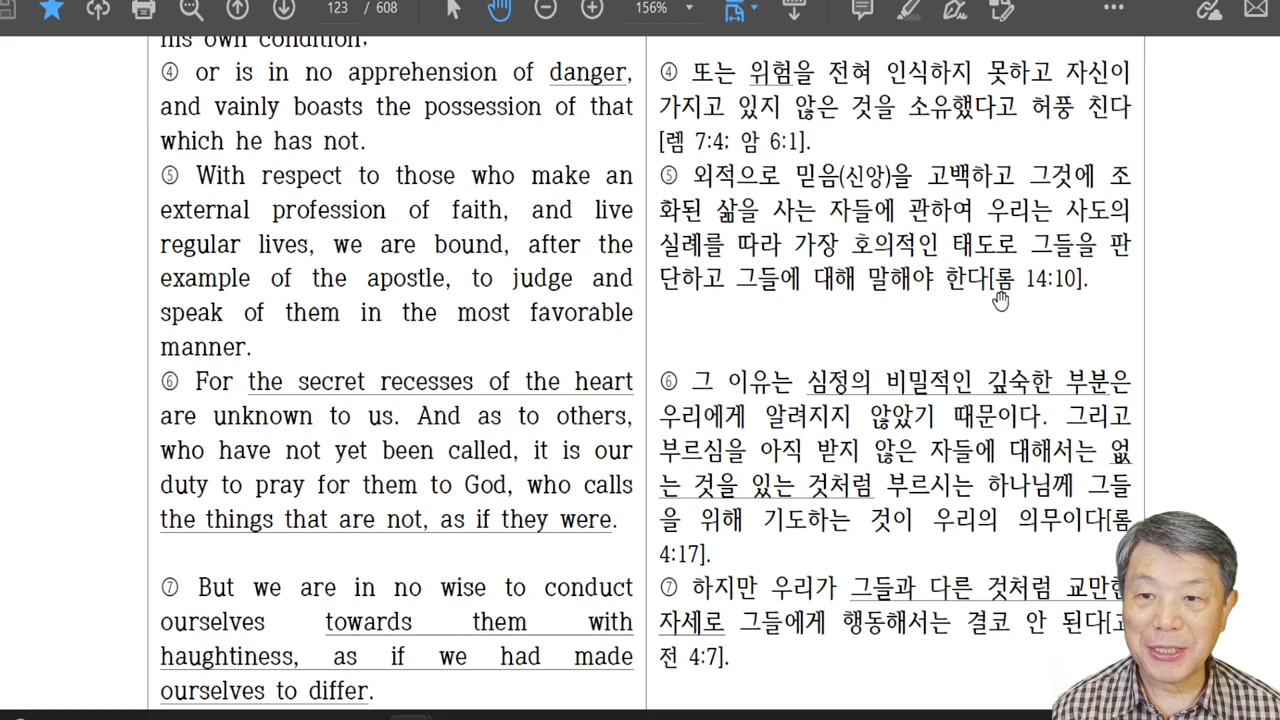 123 / 608
156%
his own condition,
④ or is in no apprehension of danger,
and vainly boasts the possession of that
which he has not.
⑤ With respect to those who make an
external profession of faith, and live
regular lives, we are bound, after the
example of the apostle, to judge and
speak of them in the most favorable
manner.
⑥ For the secret recesses of the heart
are unknown to us. And as to others,
who have not yet been called, it is our
duty to pray for them to God, who calls
the things that are not, as if they were.
⑦ But we are in no wise to conduct
ourselves towards them with
haughtiness, as if we had made
ourselves to differ.
④ 또는 위험을 전혀 인식하지 못하고 자신이
가지고 있지 않은 것을 소유했다고 허풍 친다
[렘 7:4; 암 6:1].
⑤ 외적으로 믿음(신앙)을 고백하고 그것에 조
화된 삶을 사는 자들에 관하여 우리는 사도의
실례를 따라 가장 호의적인 태도로 그들을 판
단하고 그들에 대해 말해야 한다[롬 14:10].
⑥ 그 이유는 심정의 비밀적인 깊숙한 부분은
우리에게 알려지지 않았기 때문이다. 그리고
부르심을 아직 받지 않은 자들에 대해서는 없
는 것을 있는 것처럼 부르시는 하나님께 그들
을 위해 기도하는 것이 우리의 의무이다[롬
4:17].
⑦ 하지만 우리가 그들과 다른 것처럼 교만한
자세로 그들에게 행동해서는 결코 안 된다[고
전 4:7].